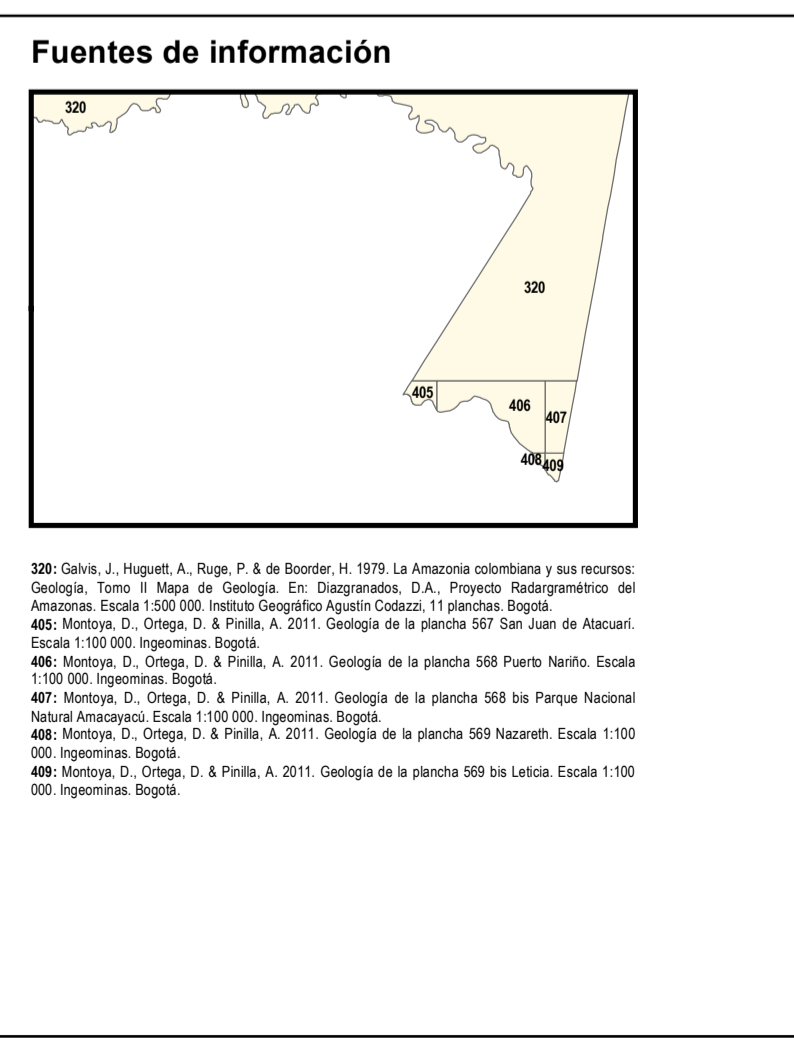 Fuentes de información
320
320
405
406
407
408
409
320: Galvis, J., Huguett, A., Ruge, P. & de Boorder, H. 1979. La Amazonia colombiana y sus recursos:
Geología, Tomo II Mapa de Geología. En: Diazgranados, D.A., Proyecto Radargramétrico del
Amazonas. Escala 1:500 000. Instituto Geográfico Agustín Codazzi, 11 planchas. Bogotá.
405: Montoya, D., Ortega, D. & Pinilla, A. 2011. Geología de la plancha 567 San Juan de Atacuarí.
Escala 1:100 000. Ingeominas. Bogotá.
406: Montoya, D., Ortega, D. & Pinilla, A. 2011. Geología de la plancha 568 Puerto Nariño. Escala
1:100 000. Ingeominas. Bogotá.
407: Montoya, D., Ortega, D. & Pinilla, A. 2011. Geología de la plancha 568 bis Parque Nacional
Natural Amacayacú. Escala 1:100 000. Ingeominas. Bogotá.
408: Montoya, D., Ortega, D. & Pinilla, A. 2011. Geología de la plancha 569 Nazareth. Escala 1:100
000. Ingeominas. Bogotá.
409: Montoya, D., Ortega, D. & Pinilla, A. 2011. Geología de la plancha 569 bis Leticia. Escala 1:100
000. Ingeominas. Bogotá.